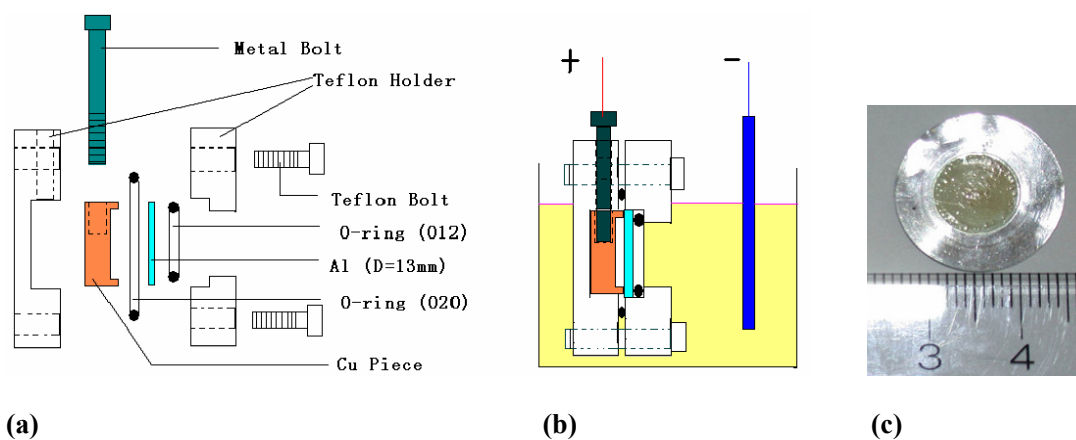 Metal Bolt
Teflon Holder
Teflon Bolt
O-ring (012)
Al (D=13mm)
O-ring (020)
Cu Piece
+
-
3 4
(a) (b) (c)